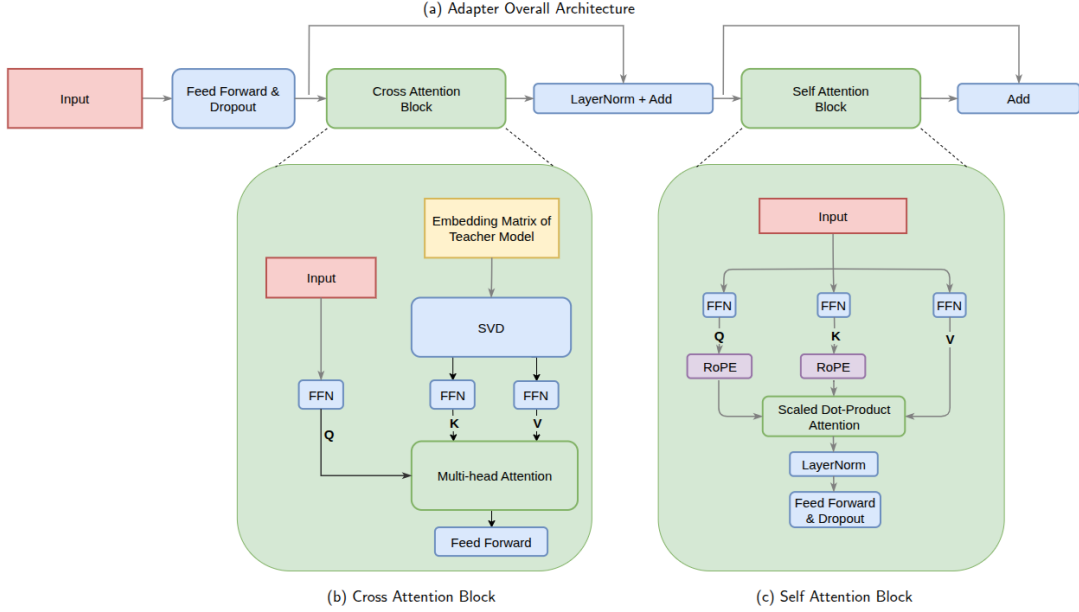 (a) Adapter Overall Architecture
Input
Feed Forward &
Dropout
Cross Attention
Block
LayerNorm + Add
Self Attention
Block
Add
Embedding Matrix of
Teacher Model
Input
SVD
FFN
FFN
FFN
Q
K
V
Multi-head Attention
Feed Forward
(b) Cross Attention Block
Input
FFN
FFN
FFN
Q
K
V
RoPE
RoPE
Scaled Dot-Product
Attention
LayerNorm
Feed Forward
& Dropout
(c) Self Attention Block